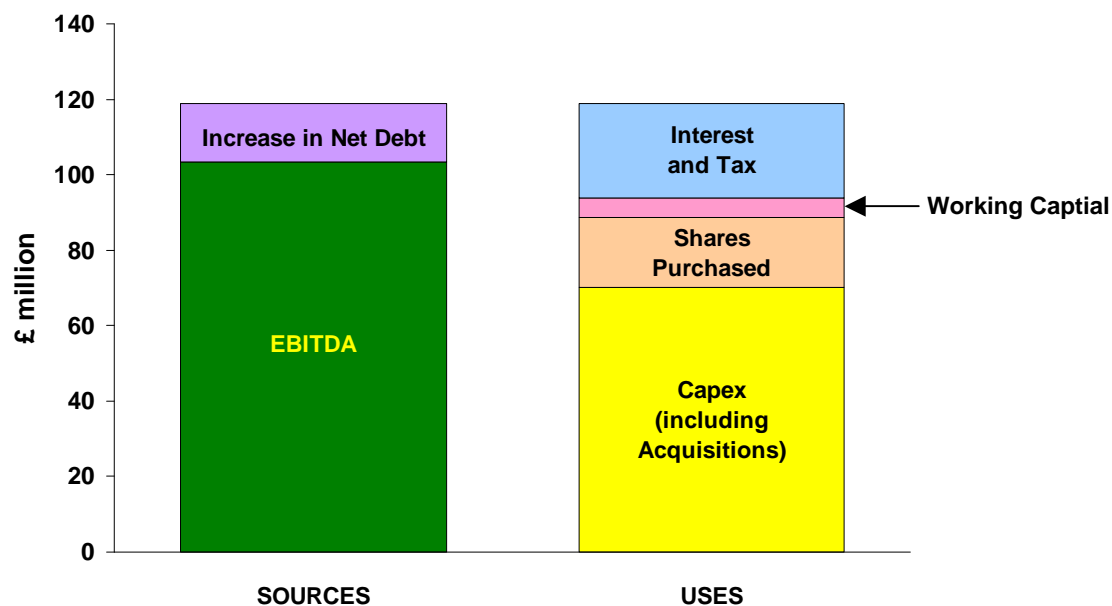 £ million
140
120
100
80
60
40
20
0
Increase in Net Debt
EBITDA
Interest
and Tax
Working Captial
Shares
Purchased
Capex
(including
Acquisitions)
SOURCES
USES